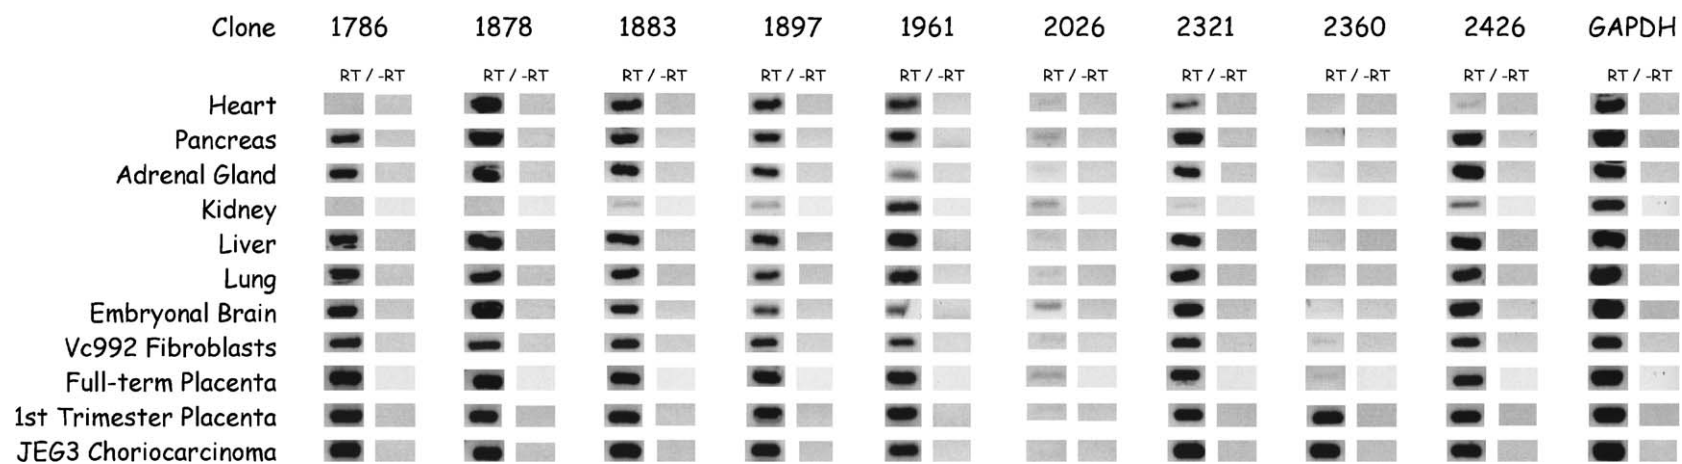 Clone 1786 1878 1883 1897 1961 2026 2321 2360 2426 GAPDH
RT / -RT RT / -RT RT / -RT RT / -RT RT / -RT RT / -RT RT / -RT RT / -RT RT / -RT RT / -RT
Heart
Pancreas
Adrenal Gland
Kidney
Liver
Lung
Embryonal Brain
Vc992 Fibroblasts
Full-term Placenta
1st Trimester Placenta
JEG3 Choriocarcinoma